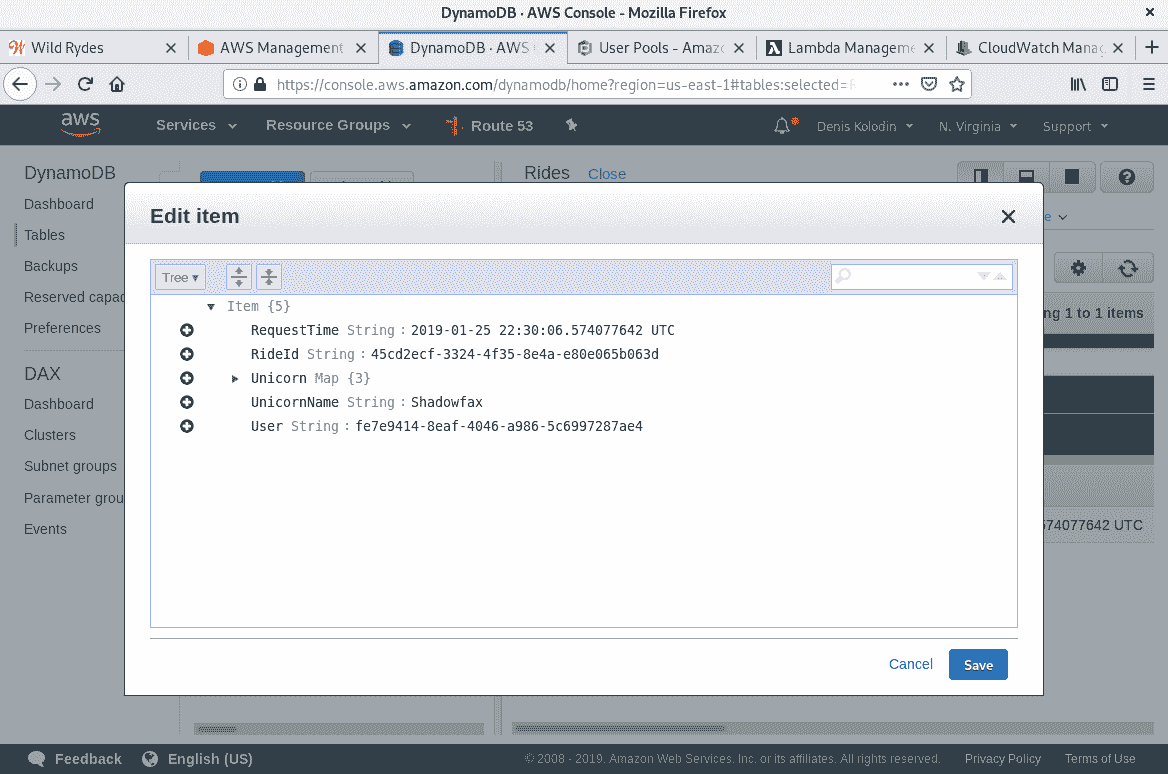 DynamoDB · AWS Console - Mozilla Firefox
Wild Rydes
AWS Management
DynamoDB · AWS
User Pools - Amazo
Lambda Manage
CloudWatch Man
https://console.aws.amazon.com/dynamodb/home?region=us-east-1#tables:selected=
aws
Services
Resource Groups
Route 53
Denis Kolodin
N. Virginia
Support
DynamoDB
Dashboard
Tables
Backups
Reserved capac
Preferences
DAX
Dashboard
Clusters
Subnet groups
Parameter grou
Events
Rides Close
Edit item
Tree ▾
Item {5}
RequestTime String : 2019-01-25 22:30:06.574077642 UTC
RideId String : 45cd2ecf-3324-4f35-8e4a-e80e065b063d
Unicorn Map {3}
UnicornName String : Shadowfax
User String : fe7e9414-8eaf-4046-a986-5c6997287ae4
Cancel
Save
e
ng 1 to 1 items
574077642 UTC
Feedback
English (US)
© 2008 - 2019, Amazon Web Services, Inc. or its affiliates. All rights reserved.
Privacy Policy
Terms of Use